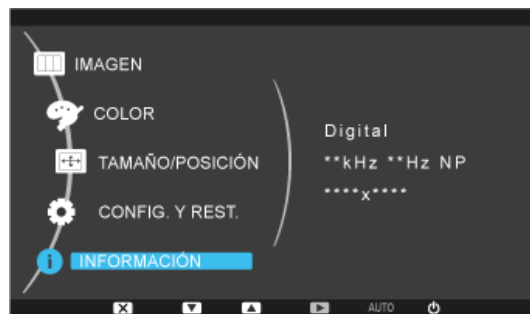 IMAGEN
COLOR
TAMAÑO/POSICIÓN
CONFIG. Y REST.
INFORMACIÓN
Digital
**kHz **Hz NP
****x****
AUTO